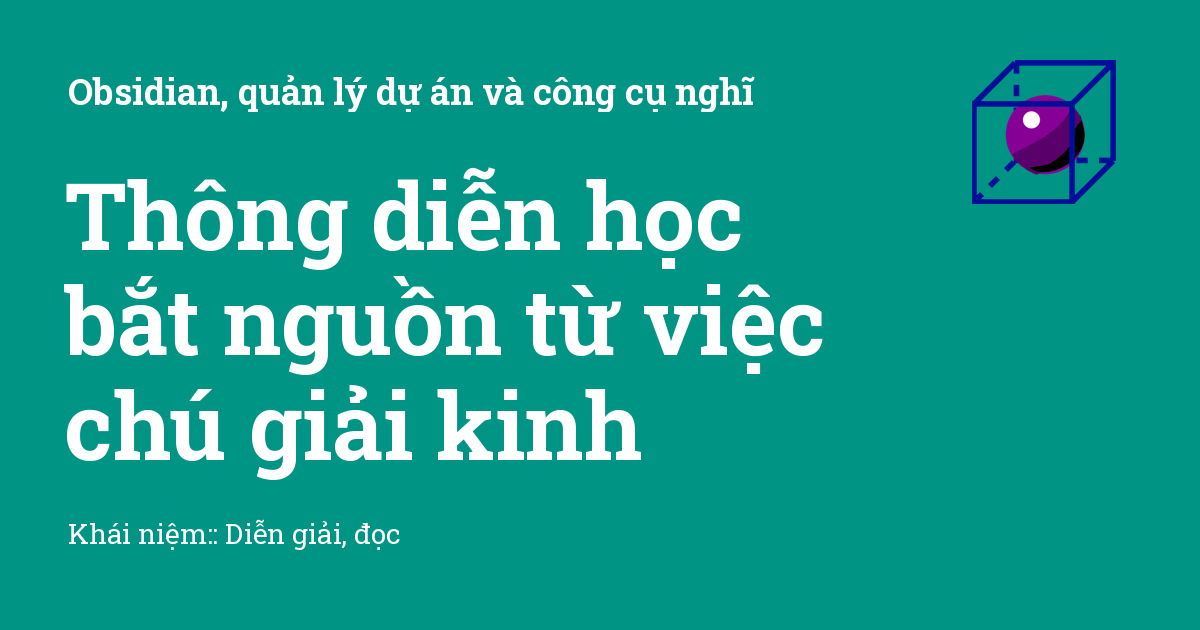 Obsidian, quản lý dự án và công cụ nghĩ
Thông diễn học
bắt nguồn từ việc
chú giải kinh
Khái niệm:: Diễn giải, đọc